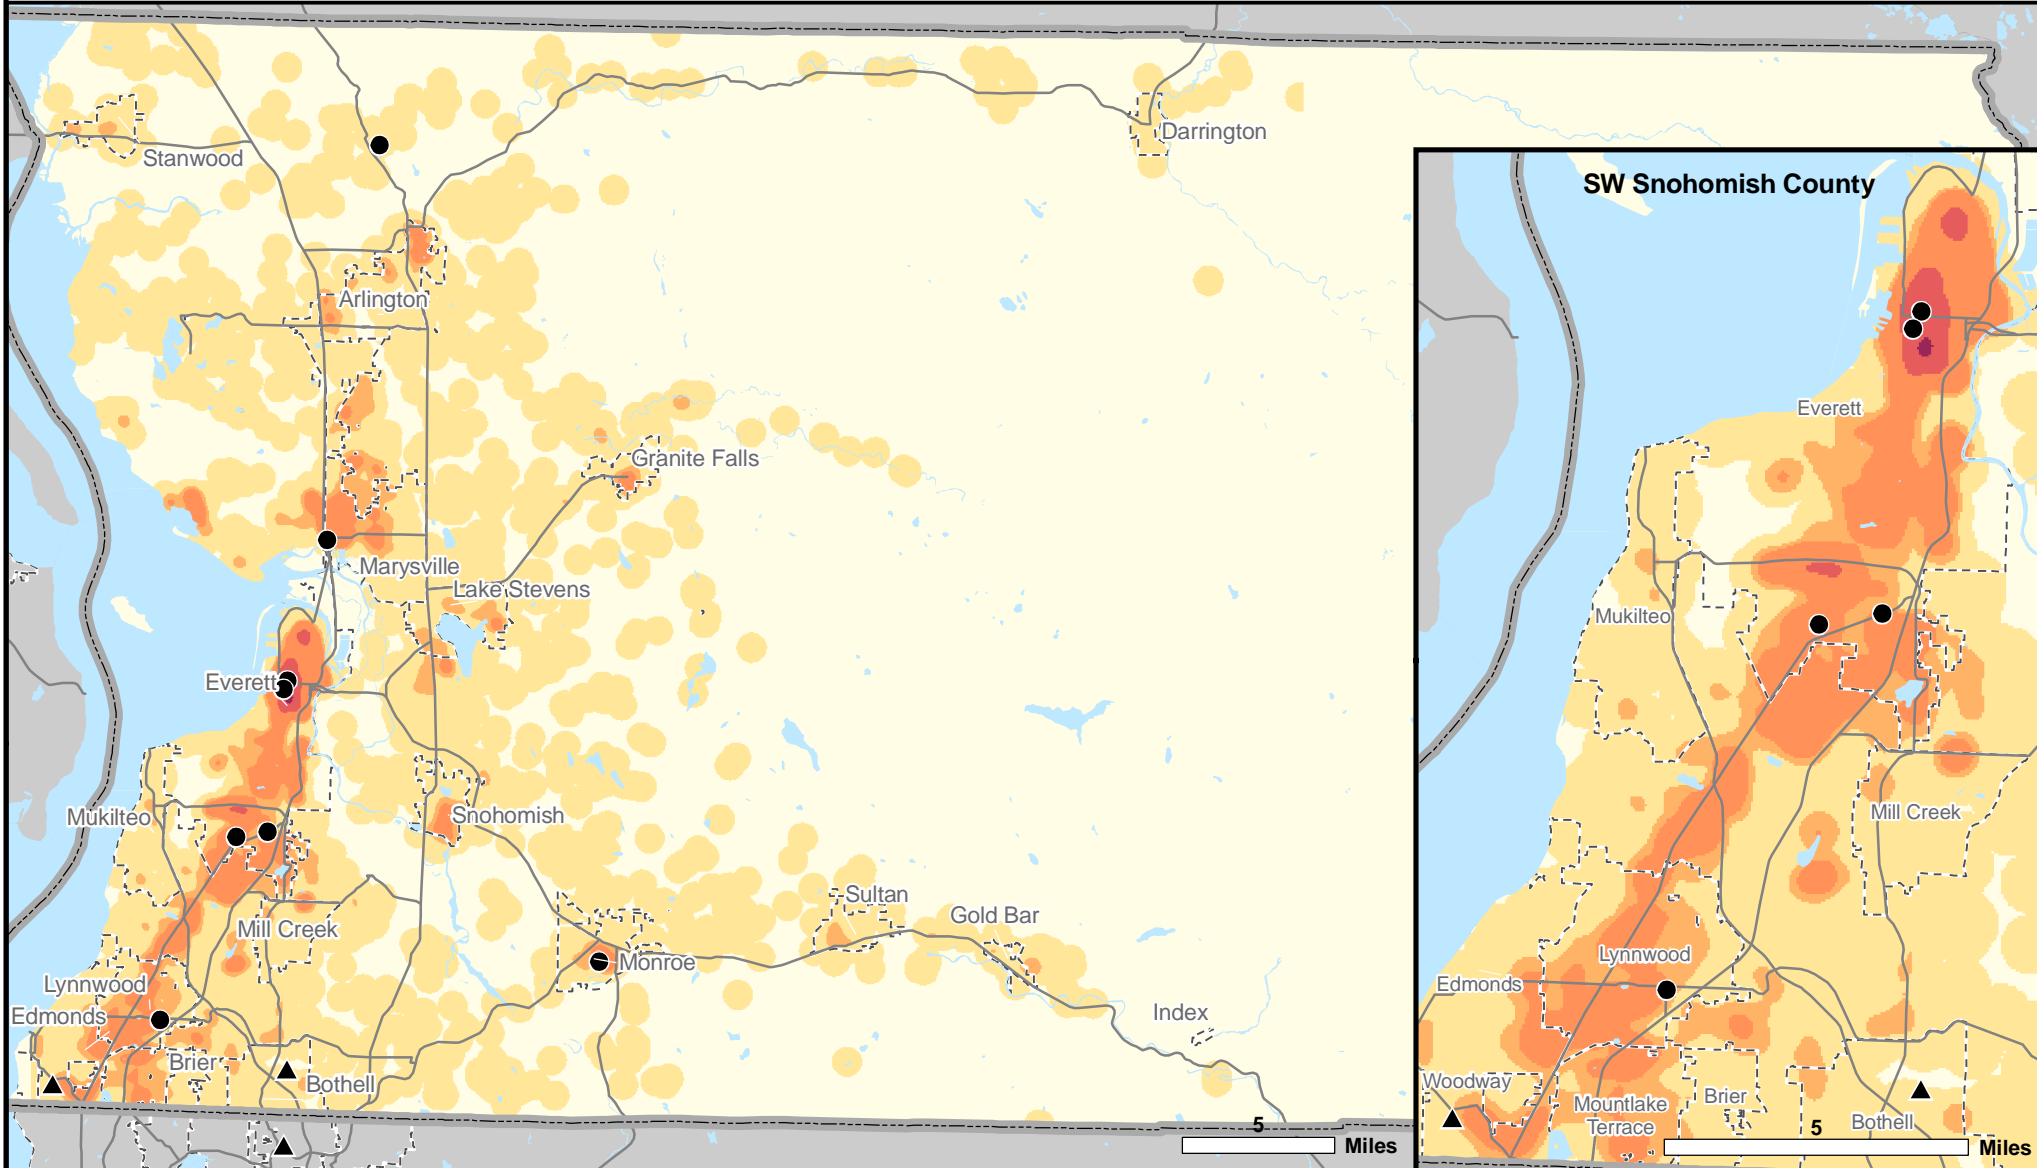 Stanwood
Darrington
Arlington
Granite Falls
Marysville
Lake Stevens
Everett
Mukilteo
Snohomish
Mill Creek
Sultan
Gold Bar
Monroe
Lynnwood
Edmonds
Index
Brier
Bothell
5
Miles
SW Snohomish County
Everett
Mukilteo
Mill Creek
Lynnwood
Edmonds
Woodway
Mountlake
Terrace
Brier
Bothell
5
Miles